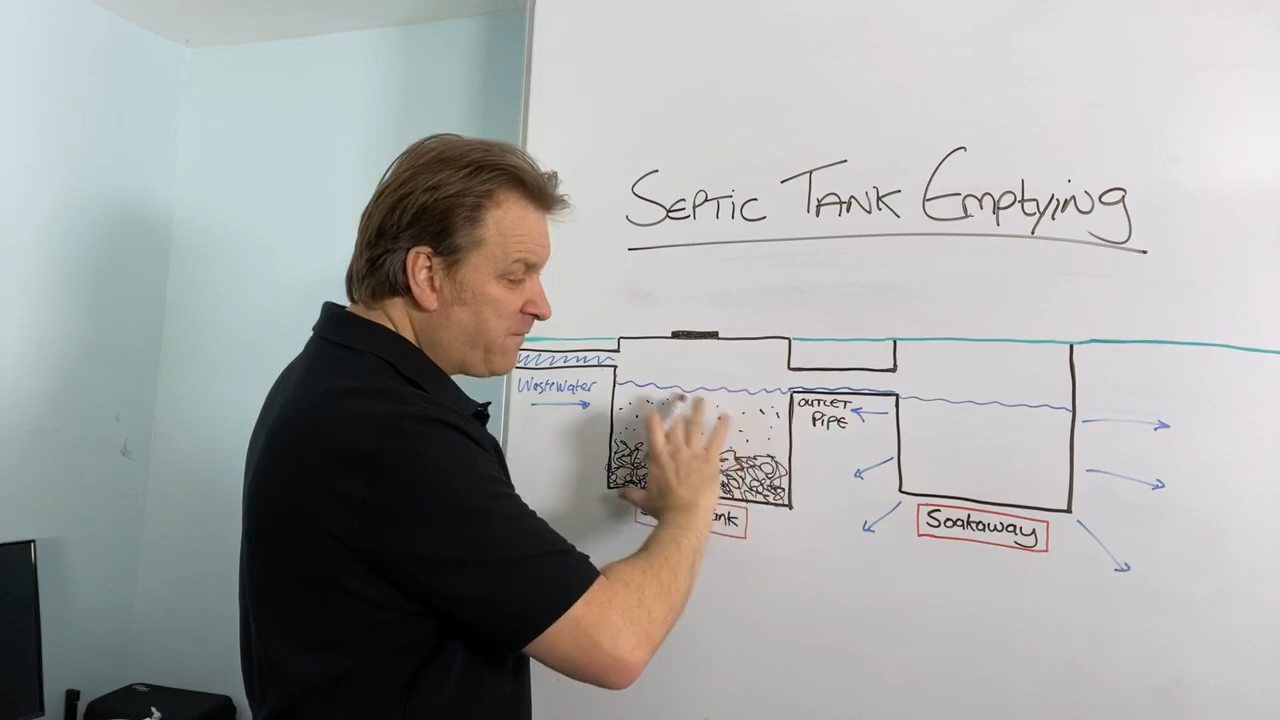 Septic Tank Emptying
Wastewater
OUTLET
Pipe
Soakaway